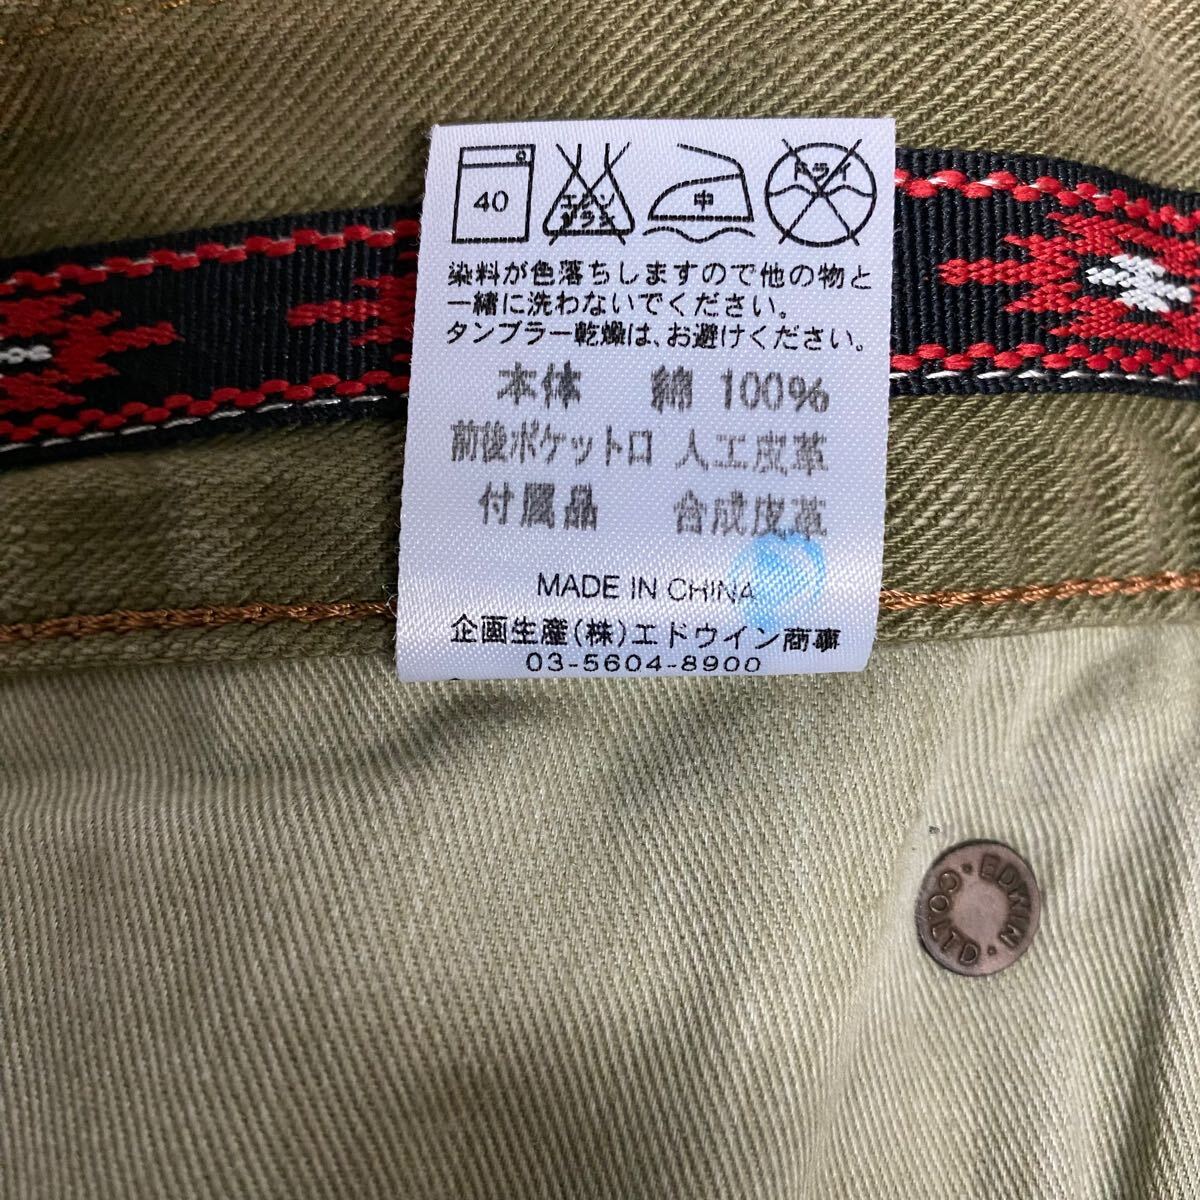 40 エンソ サラシ 中 ドライ
染料が色落ちしますので他の物と
一緒に洗わないでください。
タンブラー乾燥は、お避けください。
本体 綿 100%
前後ポケット口 人工皮革
付属品 合成皮革
MADE IN CHINA
企画生産(株)エドウイン商事
03-5604-8900
EDWIN CO.LTD